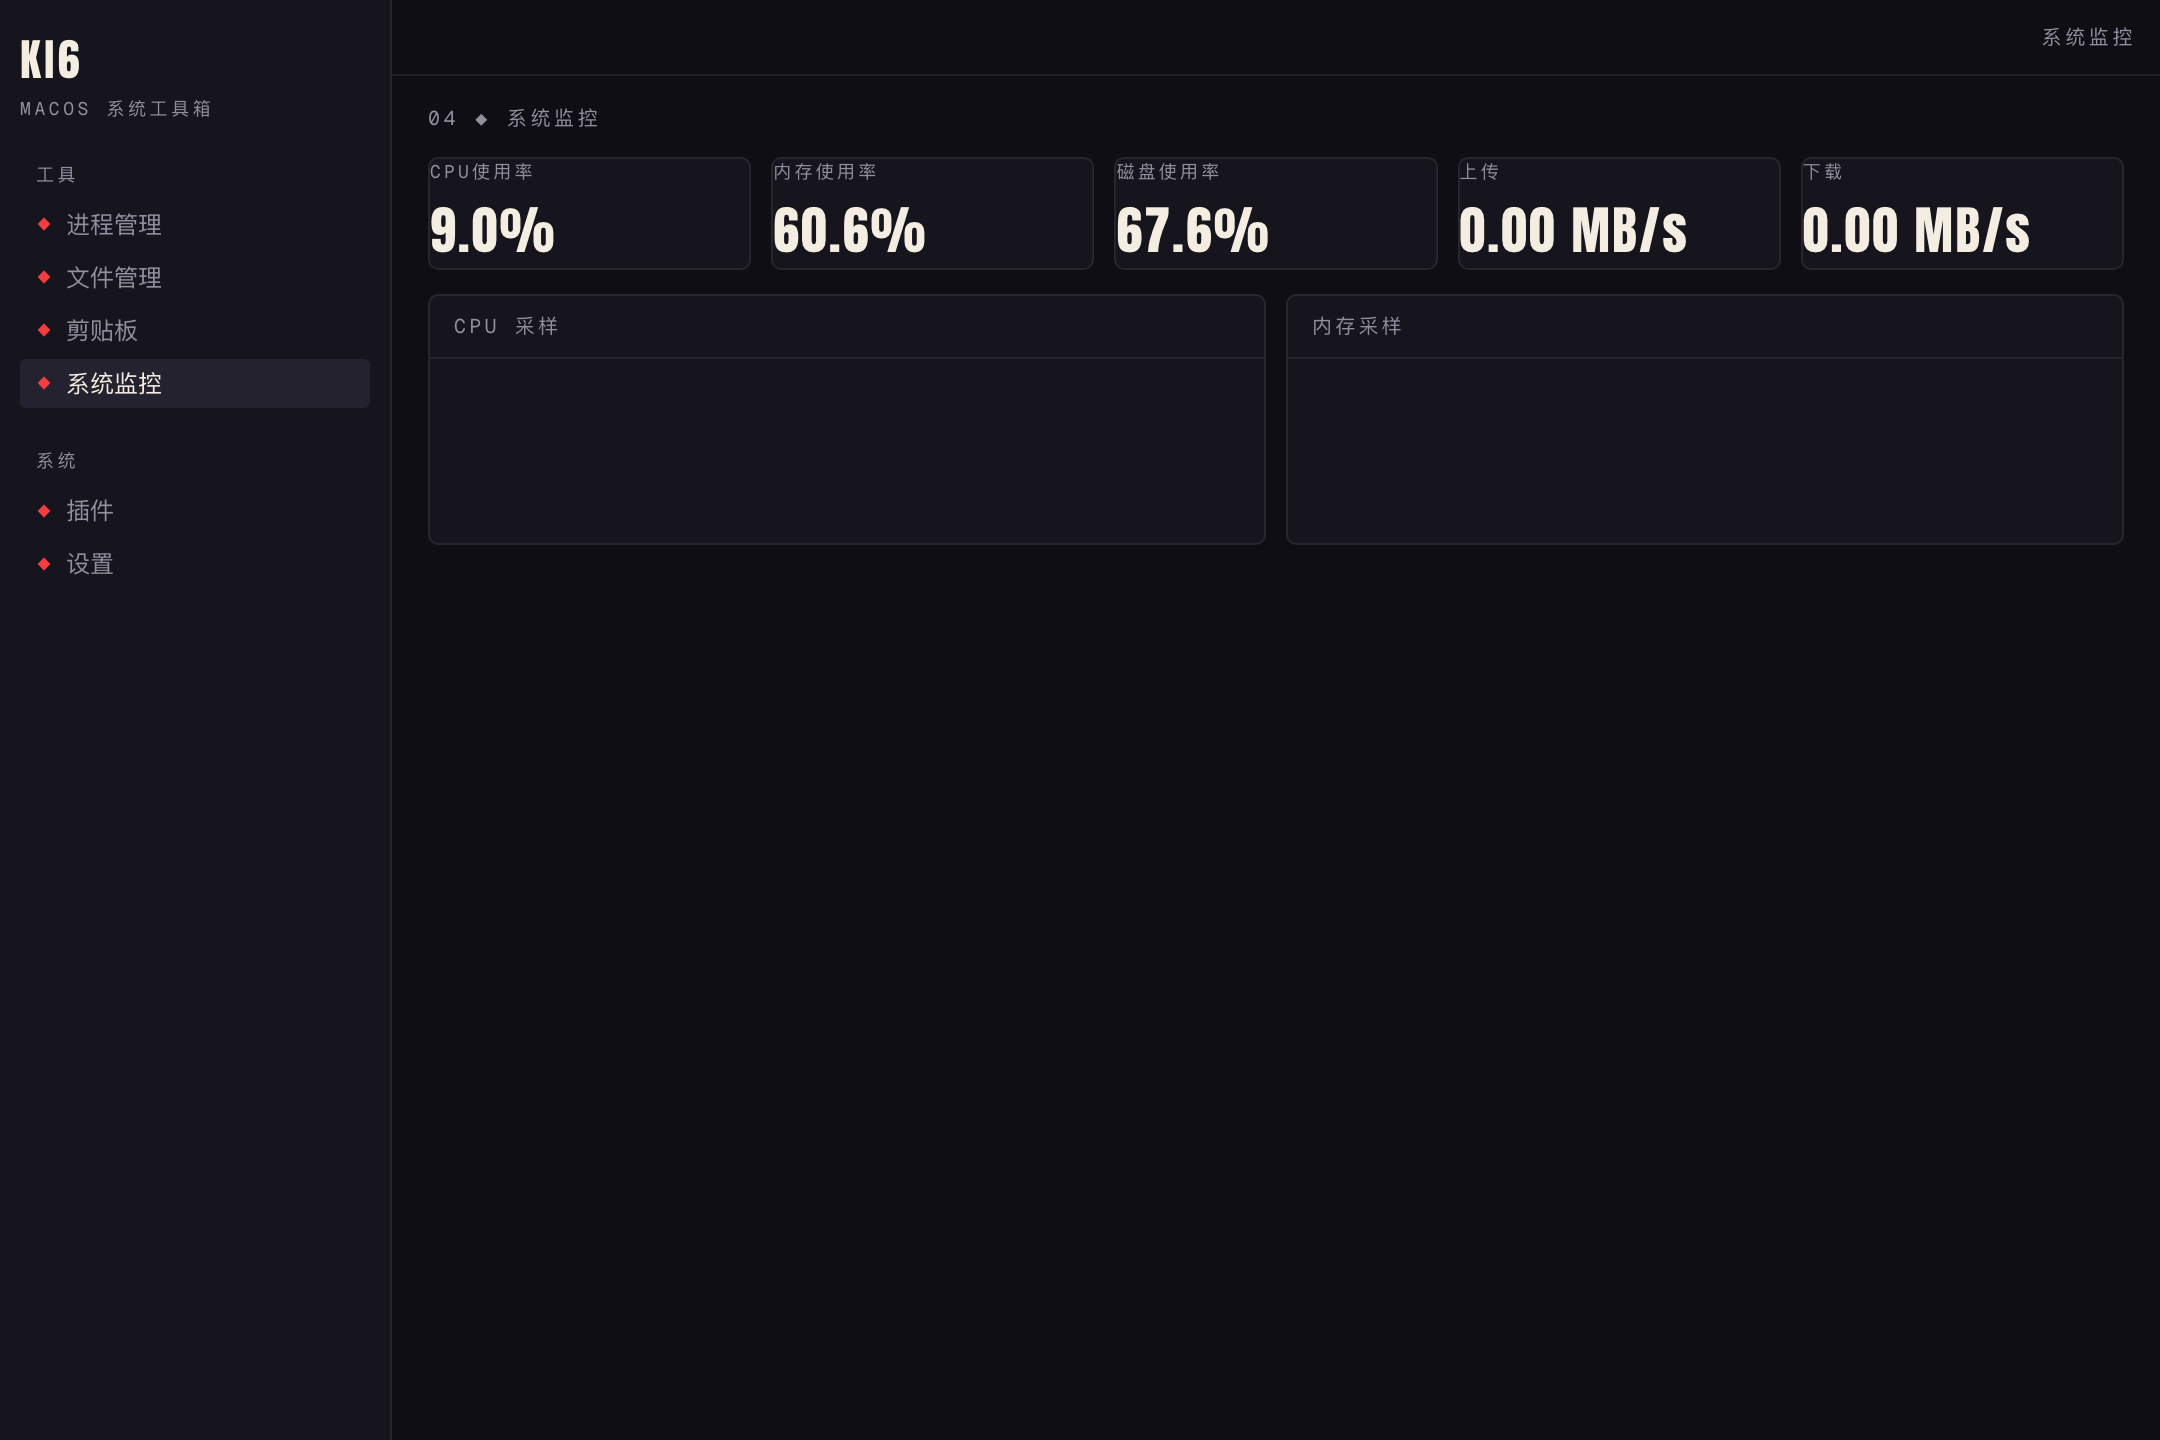 KI6
MACOS 系统工具箱
工具
◆ 进程管理
◆ 文件管理
◆ 剪贴板
◆ 系统监控
系统
◆ 插件
◆ 设置
系统监控
04 ◆ 系统监控
CPU使用率
9.0%
内存使用率
60.6%
磁盘使用率
67.6%
上传
0.00 MB/s
下载
0.00 MB/s
CPU 采样
内存采样